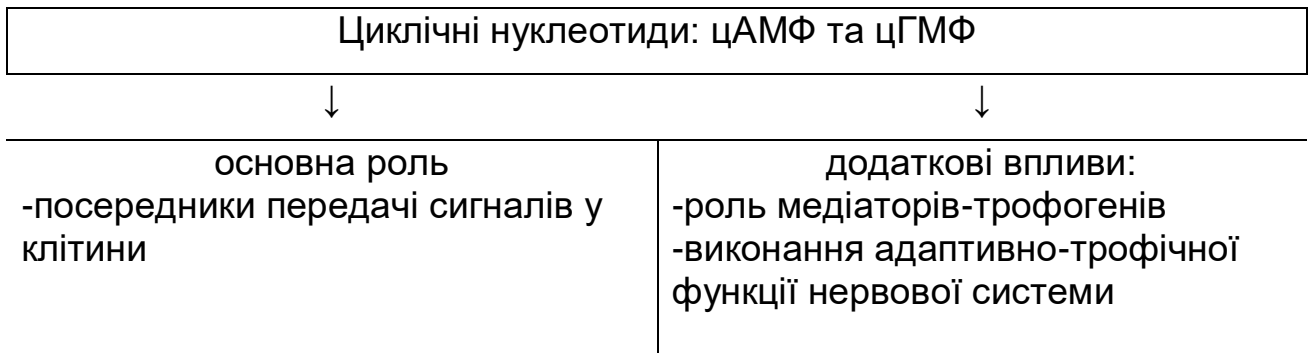 Циклічні нуклеотиди: цАМФ та цГМФ
↓ ↓
основна роль
-посередники передачі сигналів у
клітини
додаткові впливи:
-роль медіаторів-трофогенів
-виконання адаптивно-трофічної
функції нервової системи